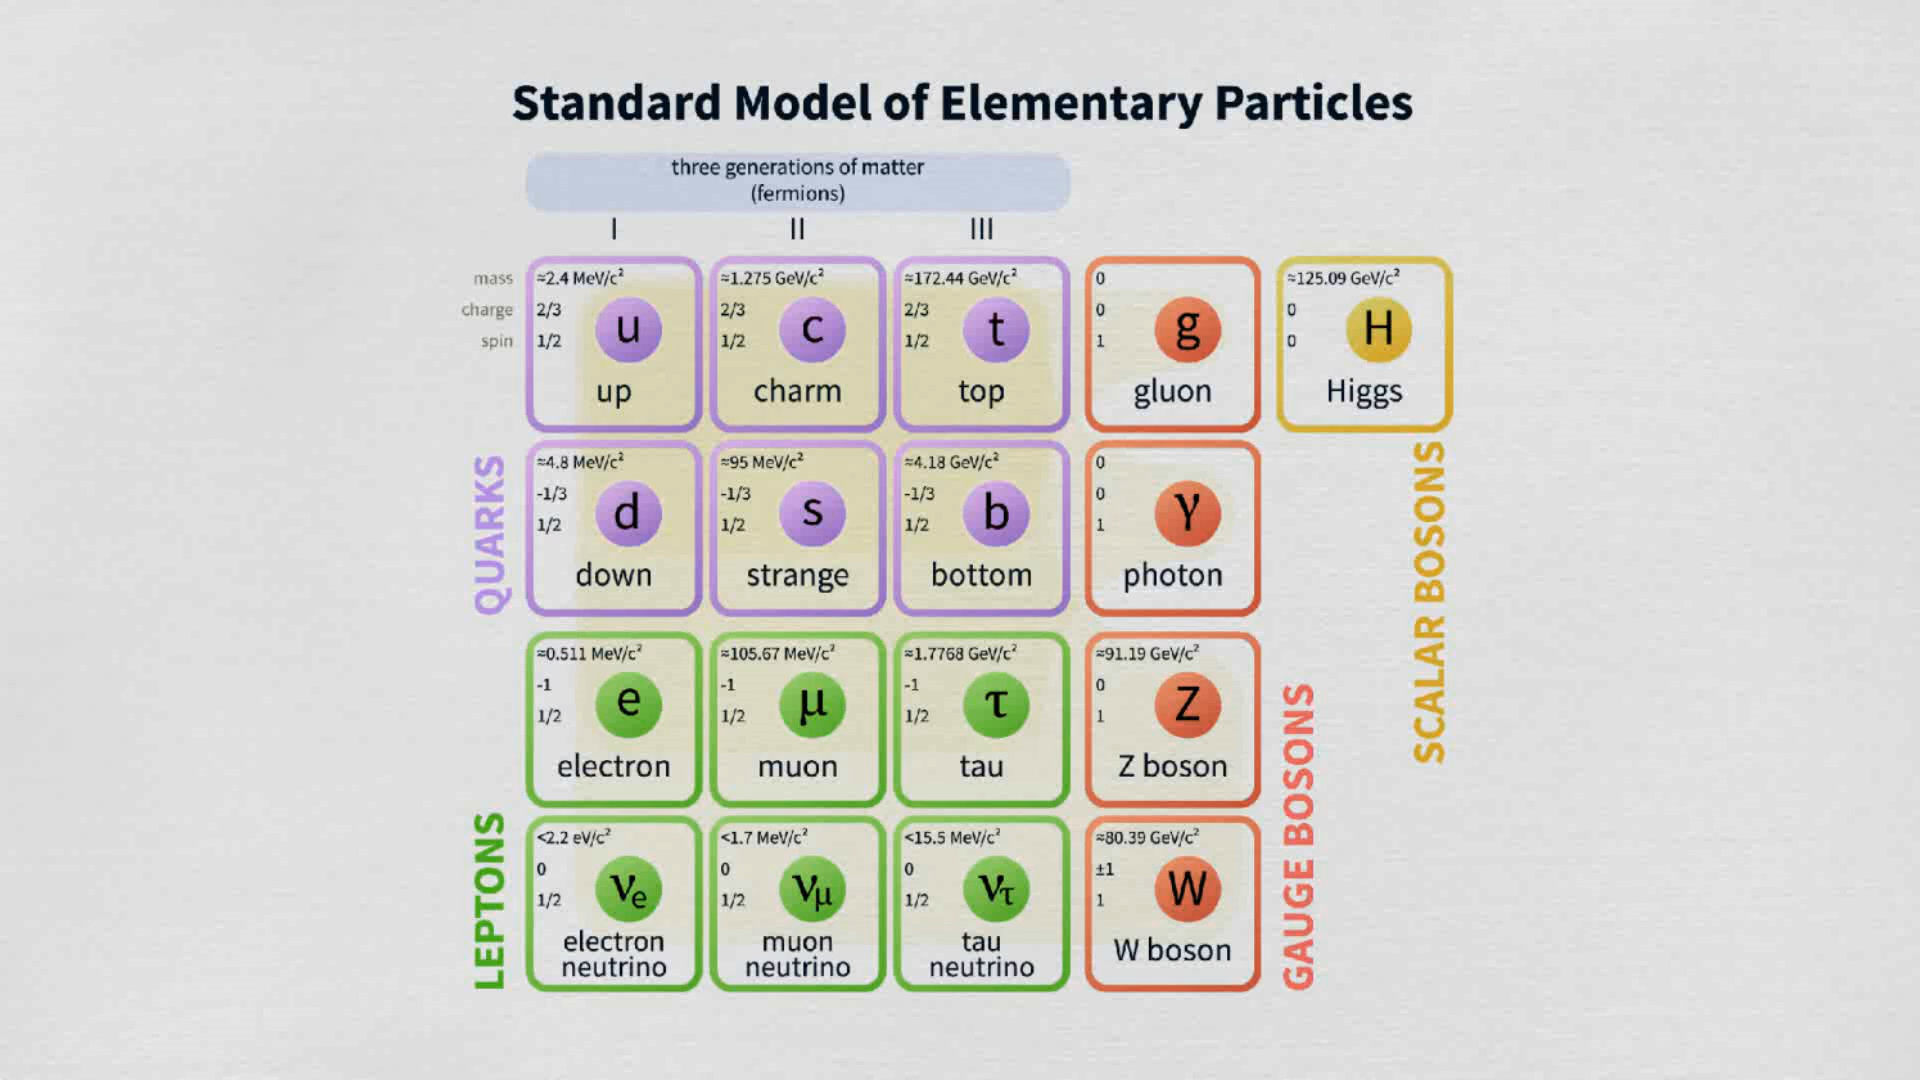 Standard Model of Elementary Particles
three generations of matter
(fermions)
I II III
mass
charge
spin
≈2.4 MeV/c²
2/3
1/2
u
up
≈1.275 GeV/c²
2/3
1/2
c
charm
≈172.44 GeV/c²
2/3
1/2
t
top
0
0
1
g
gluon
≈125.09 GeV/c²
0
0
H
Higgs
QUARKS
≈4.8 MeV/c²
-1/3
1/2
d
down
≈95 MeV/c²
-1/3
1/2
s
strange
≈4.18 GeV/c²
-1/3
1/2
b
bottom
0
0
1
γ
photon
SCALAR BOSONS
LEPTONS
≈0.511 MeV/c²
-1
1/2
e
electron
≈105.67 MeV/c²
-1
1/2
μ
muon
≈1.7768 GeV/c²
-1
1/2
τ
tau
≈91.19 GeV/c²
0
1
Z
Z boson
GAUGE BOSONS
<2.2 eV/c²
0
1/2
νe
electron
neutrino
<1.7 MeV/c²
0
1/2
νμ
muon
neutrino
<15.5 MeV/c²
0
1/2
ντ
tau
neutrino
≈80.39 GeV/c²
±1
1
W
W boson